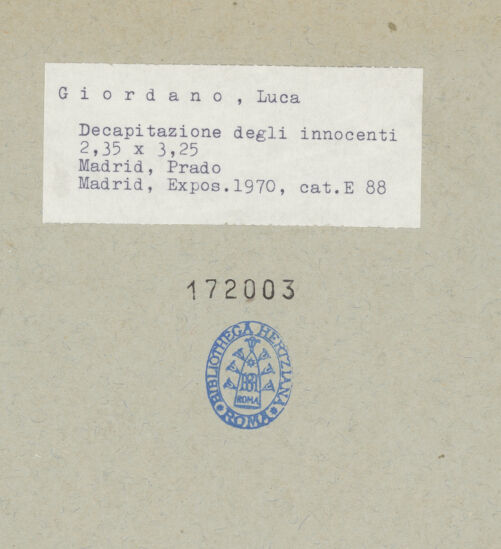 Giordano, Luca
Decapitazione degli innocenti
2,35 x 3,25
Madrid, Prado
Madrid, Expos.1970, cat.E 88
172003
BIBLIOTHECA HERTZIANA
ROMA
ROMA